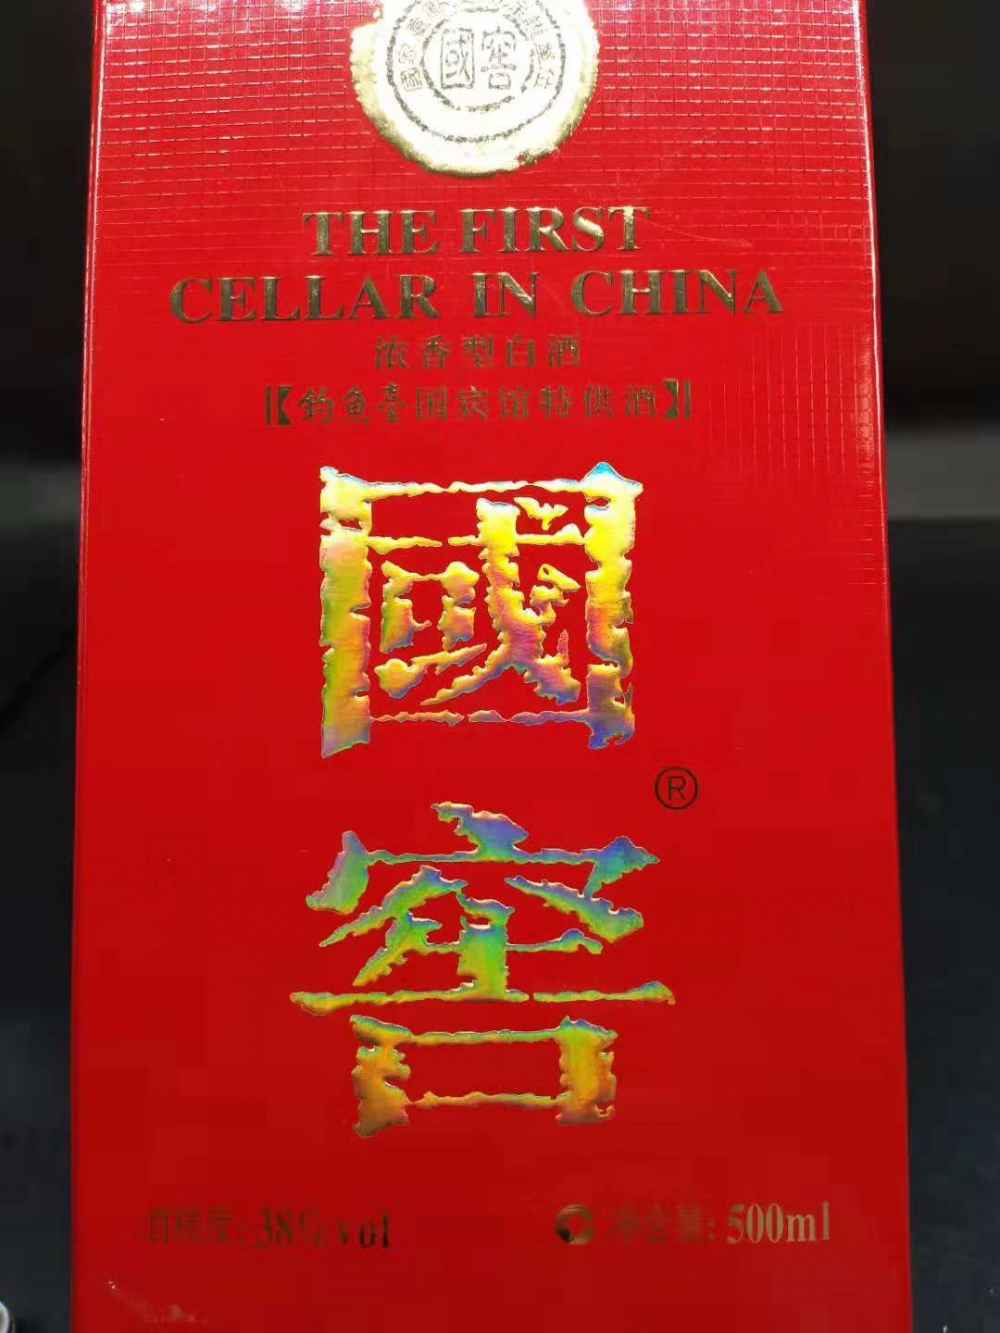 國窖
THE FIRST
CELLAR IN CHINA
浓香型白酒
【钓鱼臺国宾馆特供酒】
國
窖
®
酒精度:38%vol
净含量:500ml